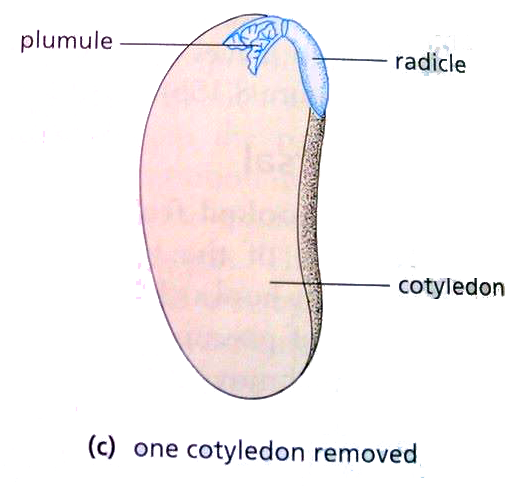 plumule
radicle
cotyledon
(c) one cotyledon removed